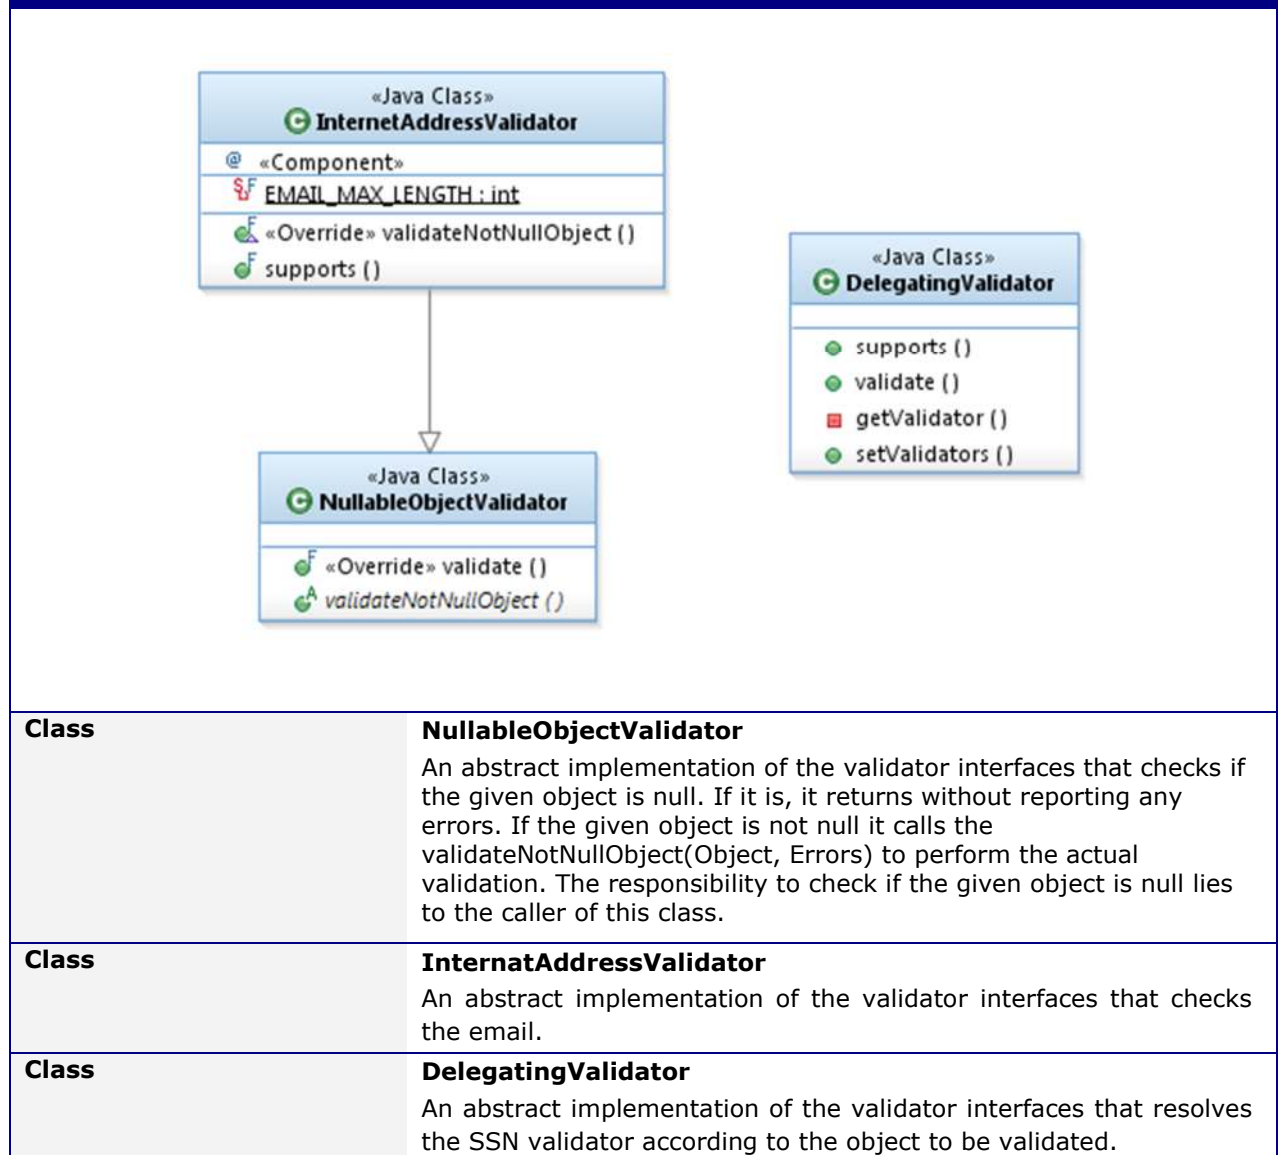 «Java Class»
InternetAddressValidator
«Component»
EMAIL_MAX_LENGTH : int
«Override» validateNotNullObject ( )
supports ( )
«Java Class»
DelegatingValidator
supports ( )
validate ( )
getValidator ( )
setValidators ( )
«Java Class»
NullableObjectValidator
«Override» validate ( )
validateNotNullObject ( )
Class
NullableObjectValidator
An abstract implementation of the validator interfaces that checks if
the given object is null. If it is, it returns without reporting any
errors. If the given object is not null it calls the
validateNotNullObject(Object, Errors) to perform the actual
validation. The responsibility to check if the given object is null lies
to the caller of this class.
Class
InternatAddressValidator
An abstract implementation of the validator interfaces that checks
the email.
Class
DelegatingValidator
An abstract implementation of the validator interfaces that resolves
the SSN validator according to the object to be validated.